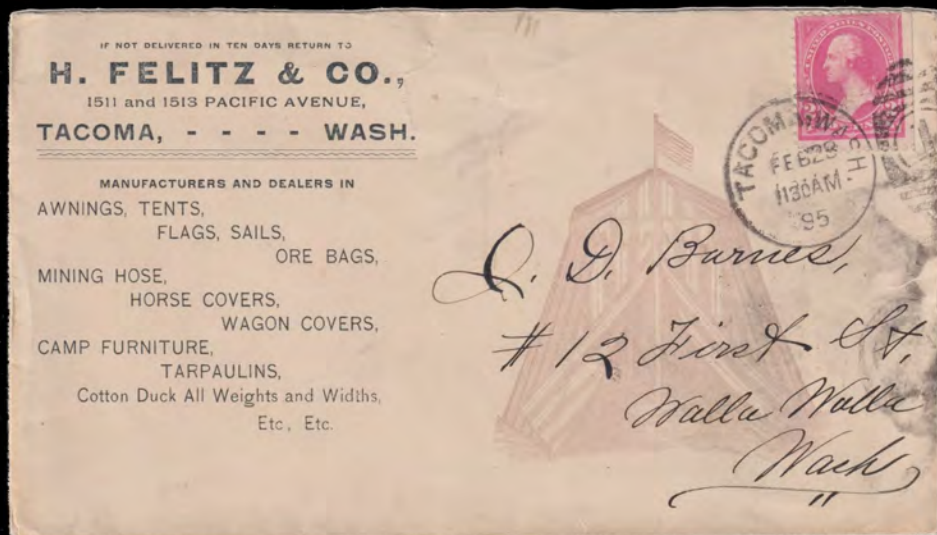 IF NOT DELIVERED IN TEN DAYS RETURN TO
H. FELITZ & CO.,
1511 and 1513 PACIFIC AVENUE,
TACOMA, - - - - WASH.
MANUFACTURERS AND DEALERS IN
AWNINGS, TENTS,
FLAGS, SAILS,
ORE BAGS,
MINING HOSE,
HORSE COVERS,
WAGON COVERS,
CAMP FURNITURE,
TARPAULINS,
Cotton Duck All Weights and Widths,
Etc, Etc.
TACOMA, WASH
FEB 28
1130AM
95
D. Barnes,
# 12 First St,
Walla Walla
Wash